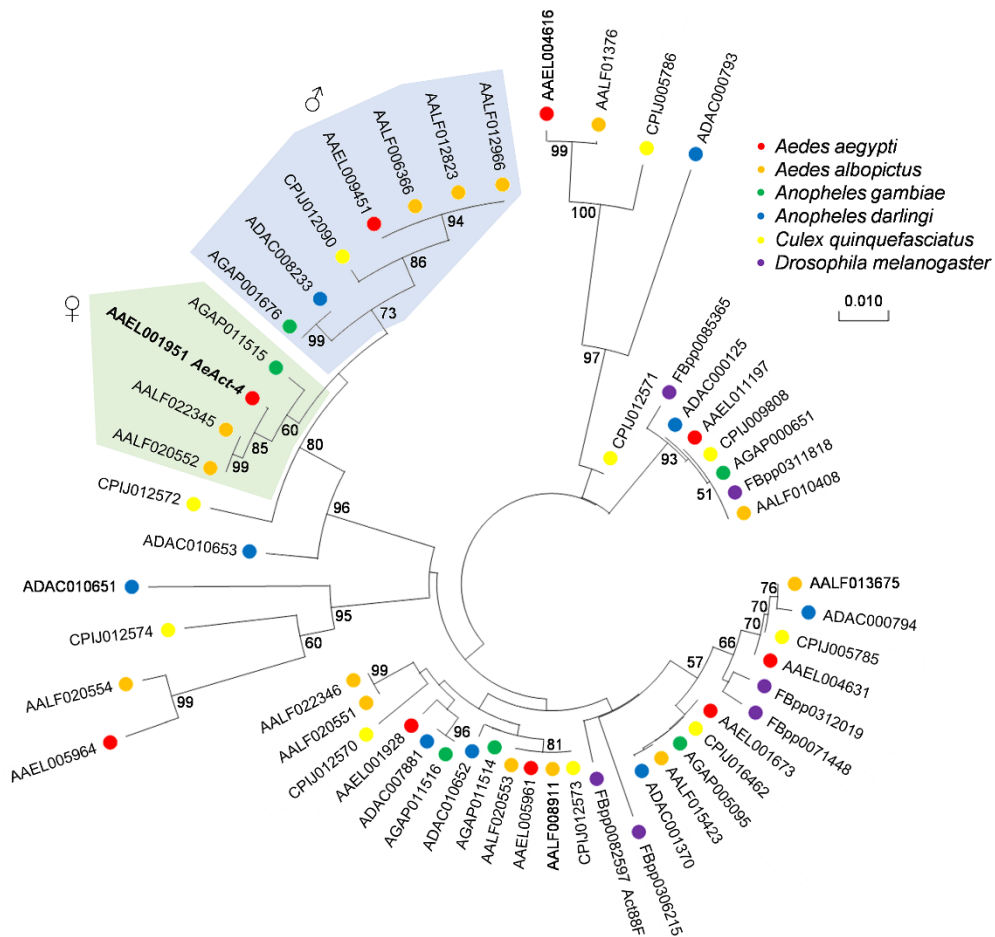 ♂
AAEL004616
AALF01376
CPIJ005786
ADAC000793
99
100
97
Aedes aegypti
Aedes albopictus
Anopheles gambiae
Anopheles darlingi
Culex quinquefasciatus
Drosophila melanogaster
0.010
AALF012966
AALF012823
AALF006366
AAEL009451
CPIJ012090
ADAC008233
AGAP001676
94
86
73
99
♀
AGAP011515
AAEL001951 AeAct-4
AALF022345
AALF020552
60
85
99
80
CPIJ012572
96
ADAC010653
ADAC010651
95
CPIJ012574
60
AALF020554
99
AAEL005964
CPIJ012571
FBpp0085365
ADAC000125
AAEL011197
CPIJ009808
AGAP000651
FBpp0311818
AALF010408
93
51
76
AALF013675
70
ADAC000794
70
CPIJ005785
66
AAEL004631
57
FBpp0312019
FBpp0071448
AAEL001673
CPIJ016462
AGAP005095
AALF015423
ADAC001370
FBpp0306215
FBpp0082597 Act88F
CPIJ012573
AALF008911
AAEL005961
AALF020553
AGAP011514
ADAC010652
AGAP011516
ADAC007881
AAEL001928
CPIJ012570
AALF020551
AALF022346
99
96
81